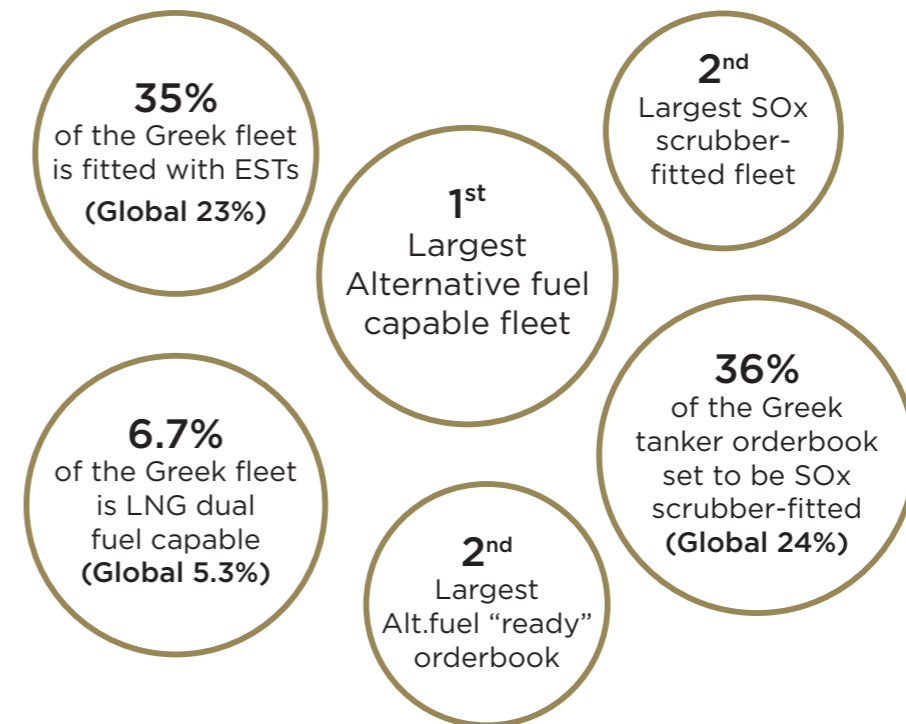 35%
of the Greek fleet
is fitted with ESTs
(Global 23%)
2nd
Largest SOx
scrubber-
fitted fleet
1st
Largest
Alternative fuel
capable fleet
6.7%
of the Greek fleet
is LNG dual
fuel capable
(Global 5.3%)
36%
of the Greek
tanker orderbook
set to be SOx
scrubber-fitted
(Global 24%)
2nd
Largest
Alt.fuel “ready”
orderbook